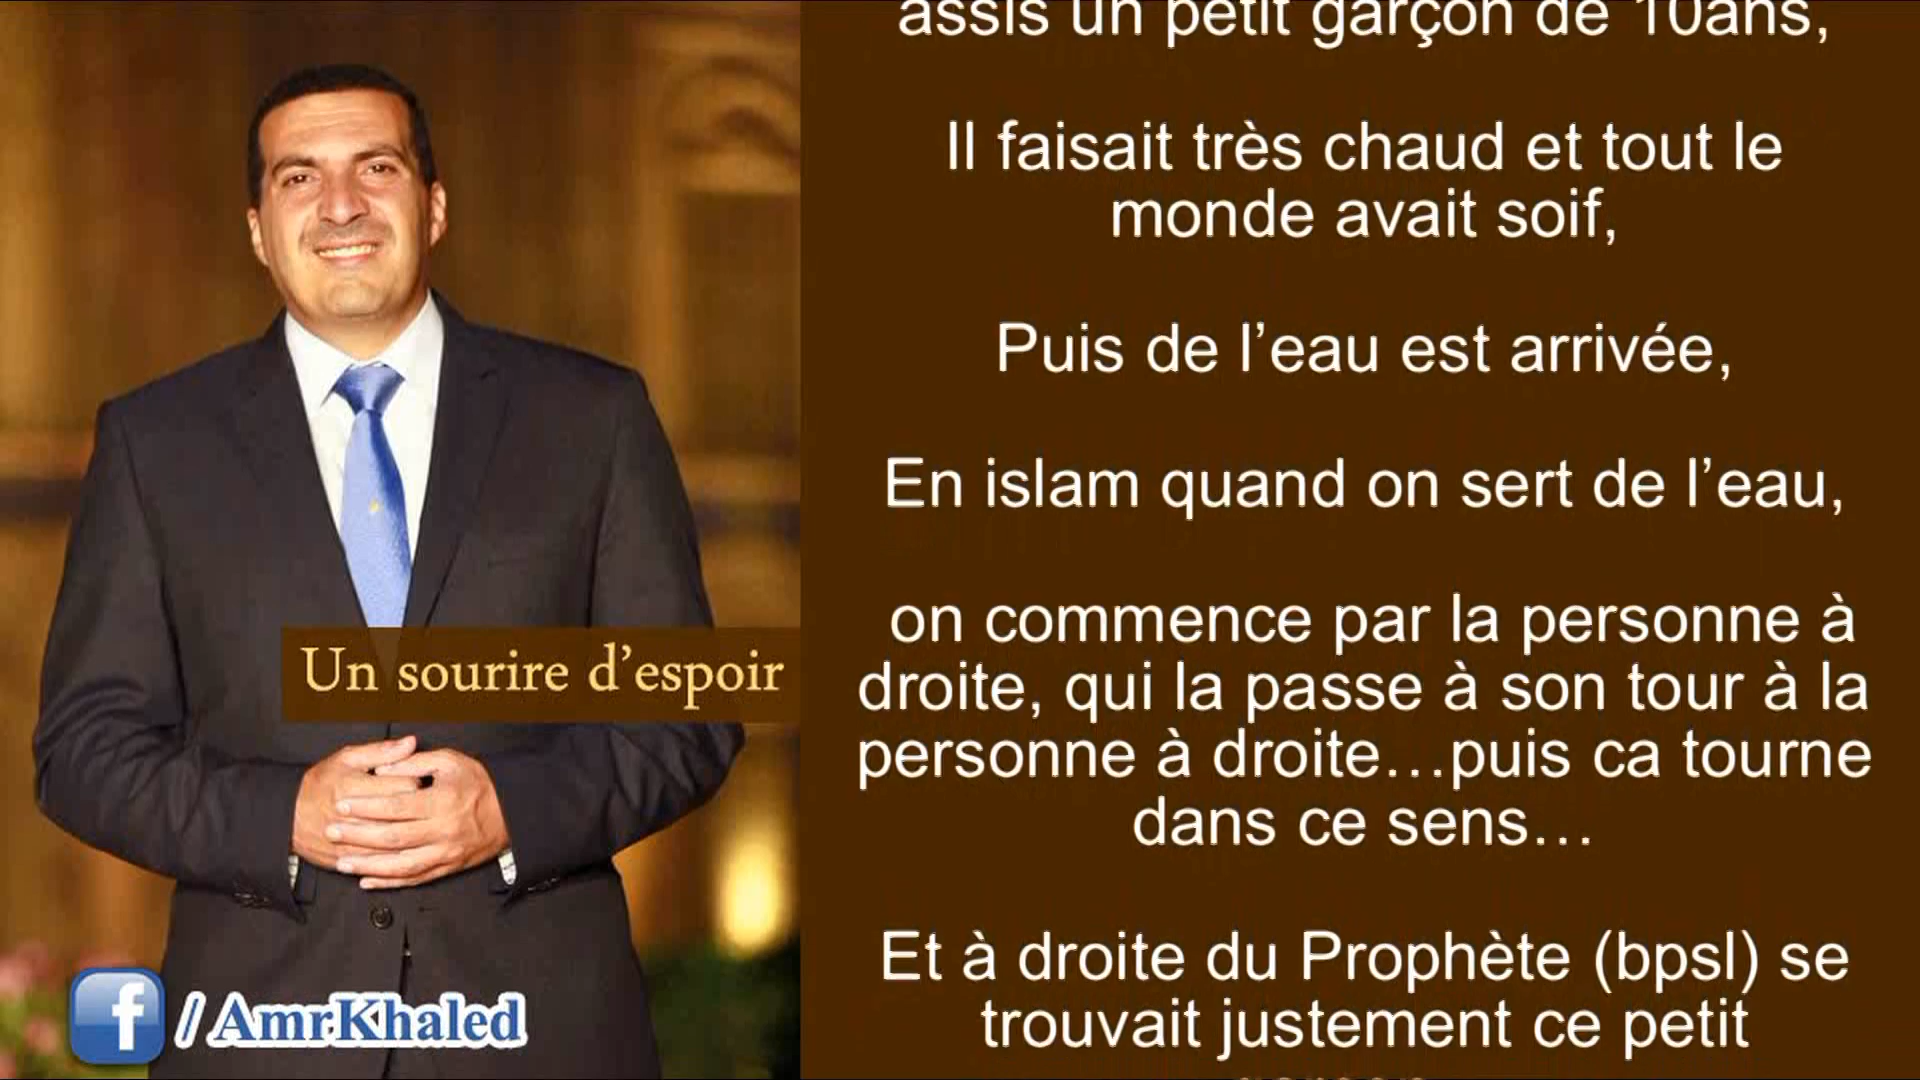 assis un petit garçon de 10ans,
Il faisait très chaud et tout le
monde avait soif,
Puis de l’eau est arrivée,
En islam quand on sert de l’eau,
on commence par la personne à
droite, qui la passe à son tour à la
personne à droite…puis ca tourne
dans ce sens…
Et à droite du Prophète (bpsl) se
trouvait justement ce petit
Un sourire d’espoir
f / AmrKhaled